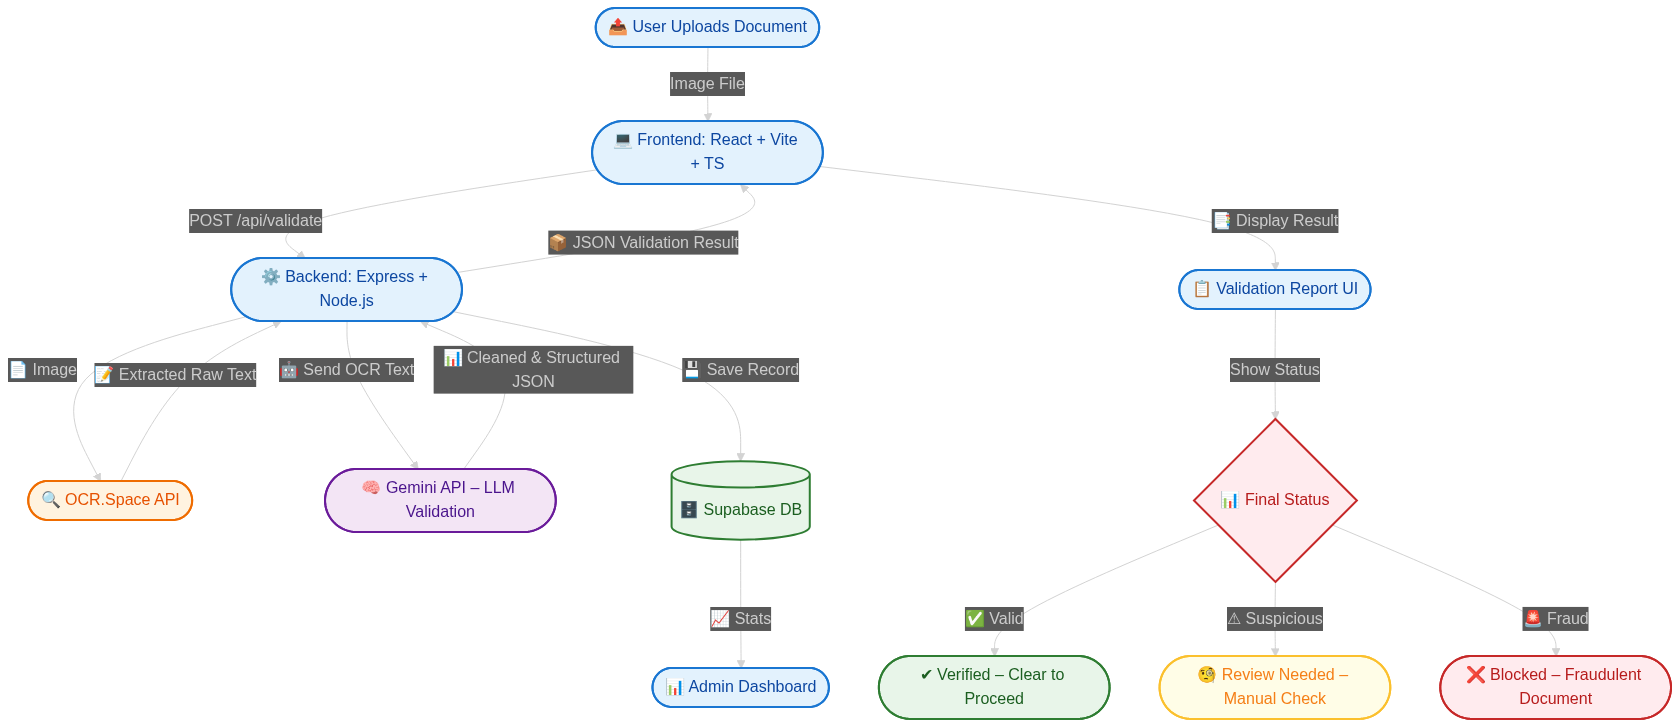 📤 User Uploads Document
Image File
💻 Frontend: React + Vite
+ TS
POST /api/validate
📦 JSON Validation Result
📑 Display Result
⚙️ Backend: Express +
Node.js
📋 Validation Report UI
📄 Image
📝 Extracted Raw Text
🤖 Send OCR Text
📊 Cleaned & Structured
JSON
💾 Save Record
Show Status
🔍 OCR.Space API
🧠 Gemini API – LLM
Validation
🗄️ Supabase DB
📊 Final Status
📈 Stats
✅ Valid
⚠ Suspicious
🚨 Fraud
📊 Admin Dashboard
✔ Verified – Clear to
Proceed
🧐 Review Needed –
Manual Check
❌ Blocked – Fraudulent
Document